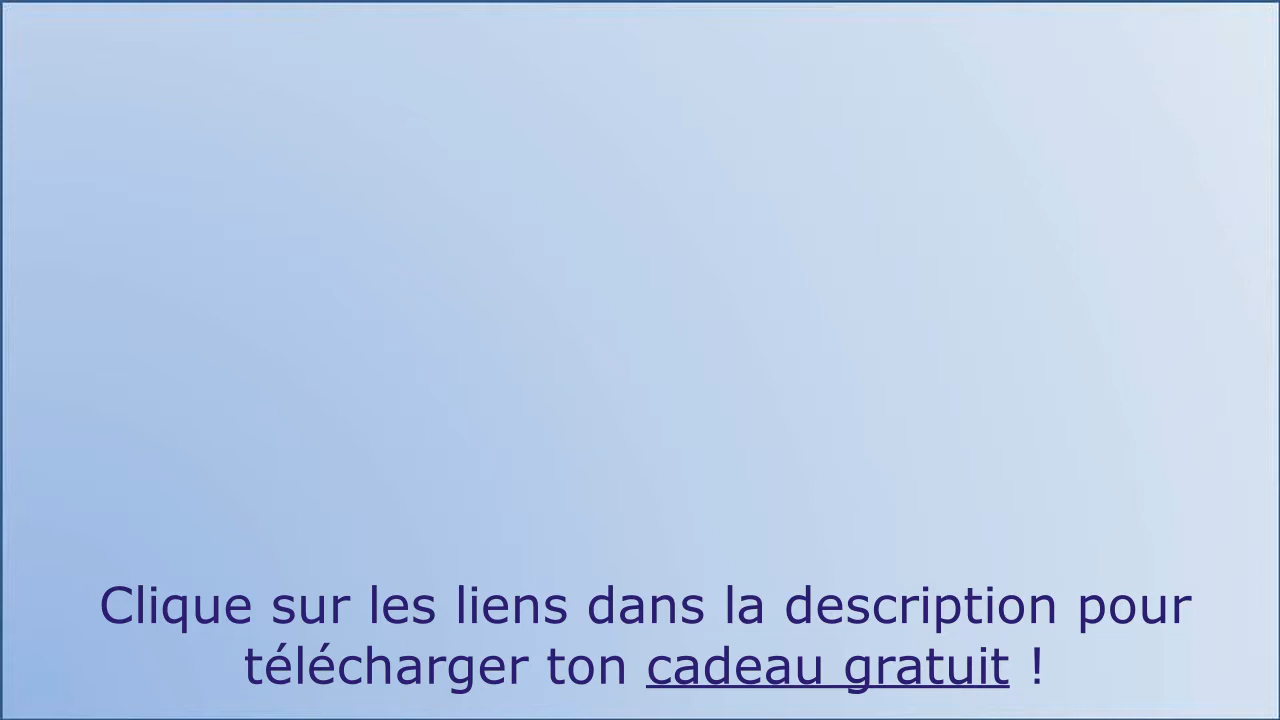 Clique sur les liens dans la description pour
télécharger ton cadeau gratuit !